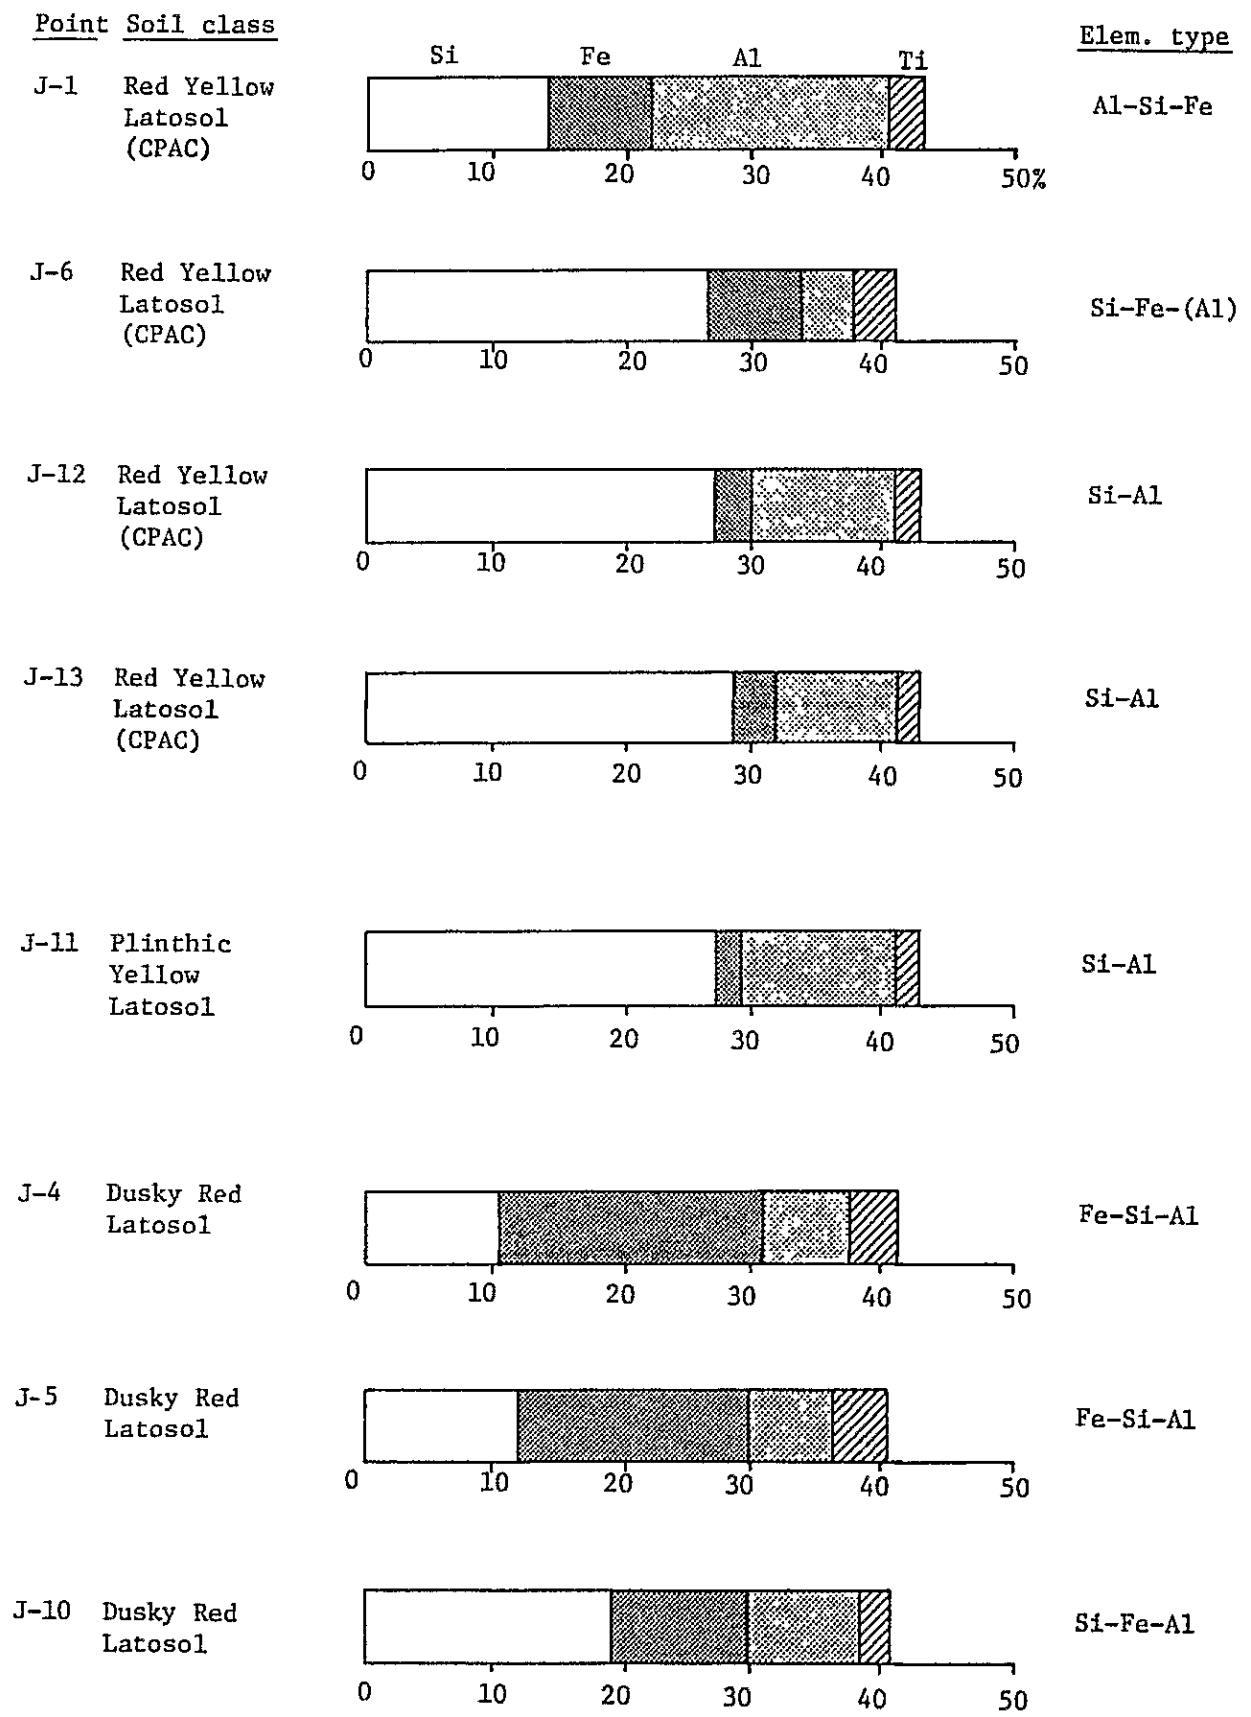 Point Soil class
Elem. type
Si Fe Al Ti
J-1 Red Yellow
Latosol
(CPAC)
Al-Si-Fe
0 10 20 30 40 50%
J-6 Red Yellow
Latosol
(CPAC)
Si-Fe-(Al)
0 10 20 30 40 50
J-12 Red Yellow
Latosol
(CPAC)
Si-Al
0 10 20 30 40 50
J-13 Red Yellow
Latosol
(CPAC)
Si-Al
0 10 20 30 40 50
J-11 Plinthic
Yellow
Latosol
Si-Al
0 10 20 30 40 50
J-4 Dusky Red
Latosol
Fe-Si-Al
0 10 20 30 40 50
J-5 Dusky Red
Latosol
Fe-Si-Al
0 10 20 30 40 50
J-10 Dusky Red
Latosol
Si-Fe-Al
0 10 20 30 40 50